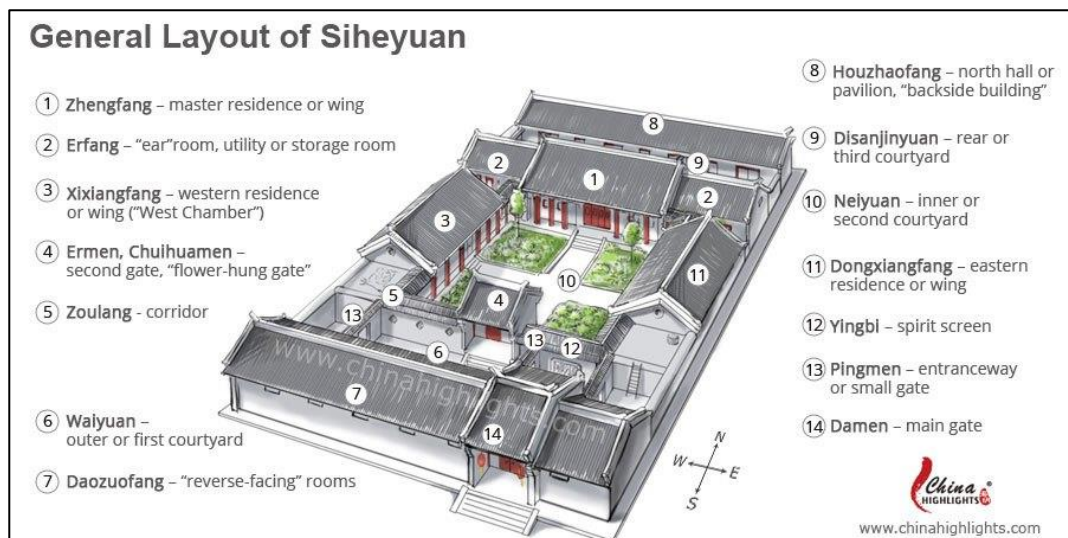 General Layout of Siheyuan
1 Zhengfang – master residence or wing
2 Erfang – “ear”room, utility or storage room
3 Xixiangfang – western residence
or wing (“West Chamber”)
4 Ermen, Chuihuamen –
second gate, “flower-hung gate”
5 Zoulang - corridor
6 Waiyuan –
outer or first courtyard
7 Daozuofang – “reverse-facing” rooms
8 Houzhaofang – north hall or
pavilion, “backside building”
9 Disanjinyuan – rear or
third courtyard
10 Neiyuan – inner or
second courtyard
11 Dongxiangfang – eastern
residence or wing
12 Yingbi – spirit screen
13 Pingmen – entranceway
or small gate
14 Damen – main gate
8
2
9
1
2
3
11
10
5
4
13
13
12
6
7
14
www.chinahighlights.com
N
W
E
S
China
HIGHLIGHTS
www.chinahighlights.com